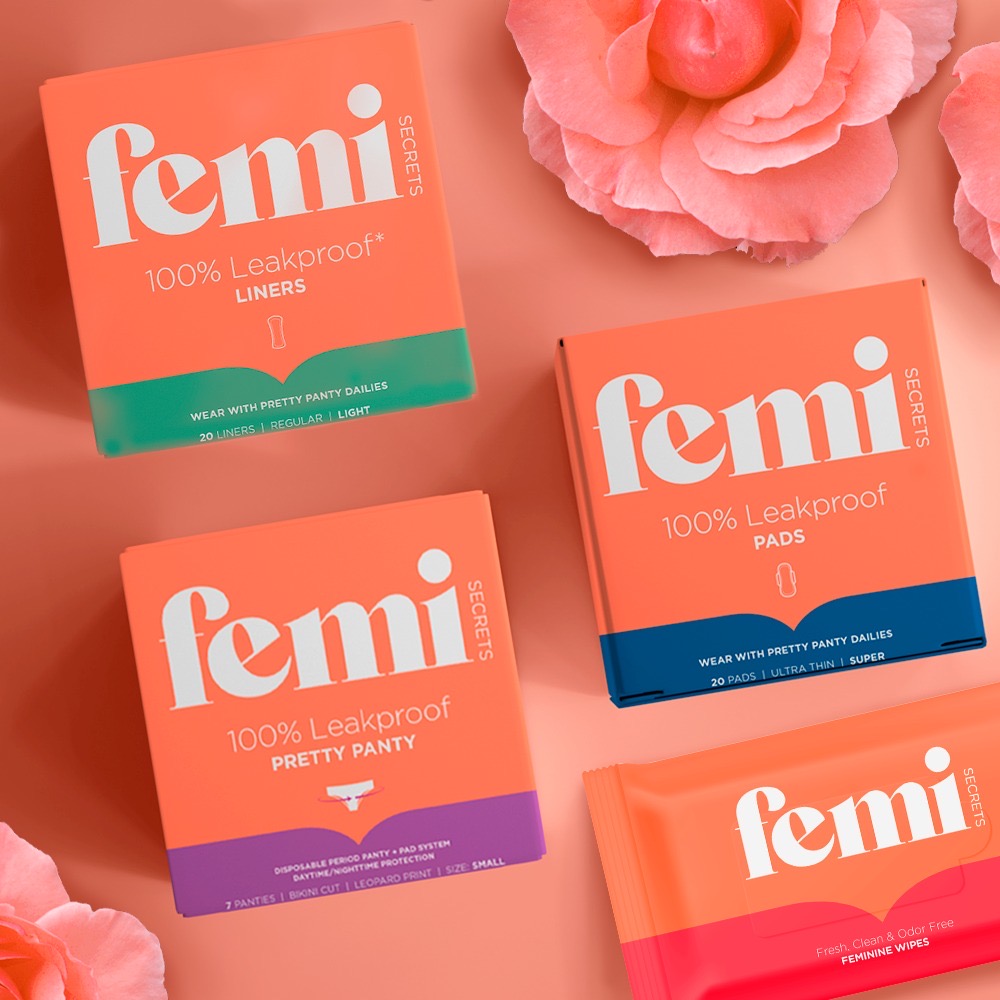 femi
SECRETS
100% Leakproof*
LINERS
WEAR WITH PRETTY PANTY DAILIES
20 LINERS | REGULAR | LIGHT
femi
SECRETS
100% Leakproof
PADS
WEAR WITH PRETTY PANTY DAILIES
20 PADS | ULTRA THIN | SUPER
femi
SECRETS
100% Leakproof
PRETTY PANTY
DISPOSABLE PERIOD PANTY + PAD SYSTEM
DAYTIME/NIGHTTIME PROTECTION
7 PANTIES | BIKINI CUT | LEOPARD PRINT | SIZE: SMALL
femi
SECRETS
Fresh, Clean & Odor Free
FEMININE WIPES